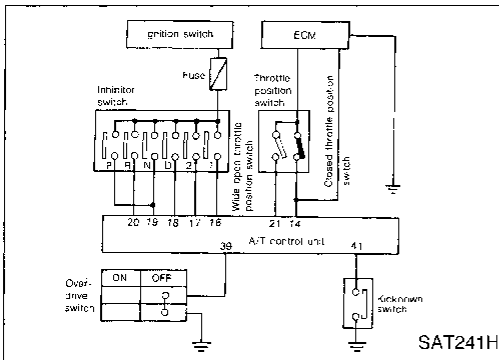 Ignition switch
ECM
Fuse
Inhibitor
switch
Throttle
position
switch
P R N D 2 1
Wide open throttle
position switch
Closed throttle position
switch
20 19 18 17 16
21 14
A/T control unit
39
41
ON OFF
Over-
drive
switch
Kickdown
switch
SAT241H